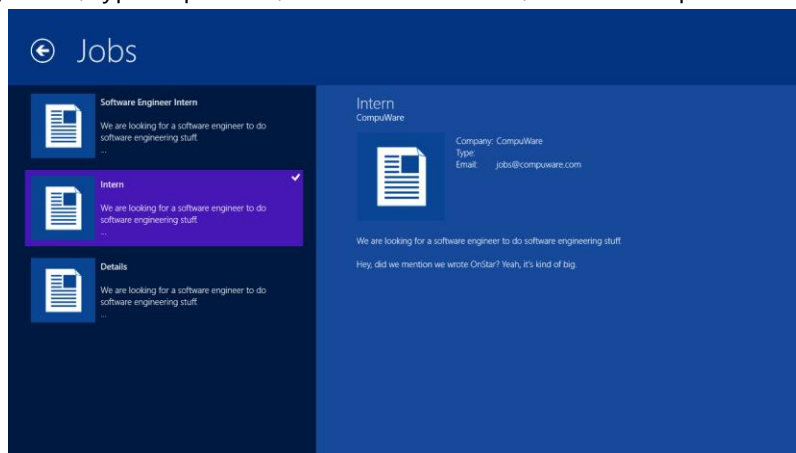 Jobs
Software Engineer Intern
We are looking for a software engineer to do
software engineering stuff.
...
Intern
We are looking for a software engineer to do
software engineering stuff.
...
Details
We are looking for a software engineer to do
software engineering stuff.
...
Intern
CompuWare
Company: CompuWare
Type:
Email: jobs@compuware.com
We are looking for a software engineer to do software engineering stuff.
Hey, did we mention we wrote OnStar? Yeah, it's kind of big.